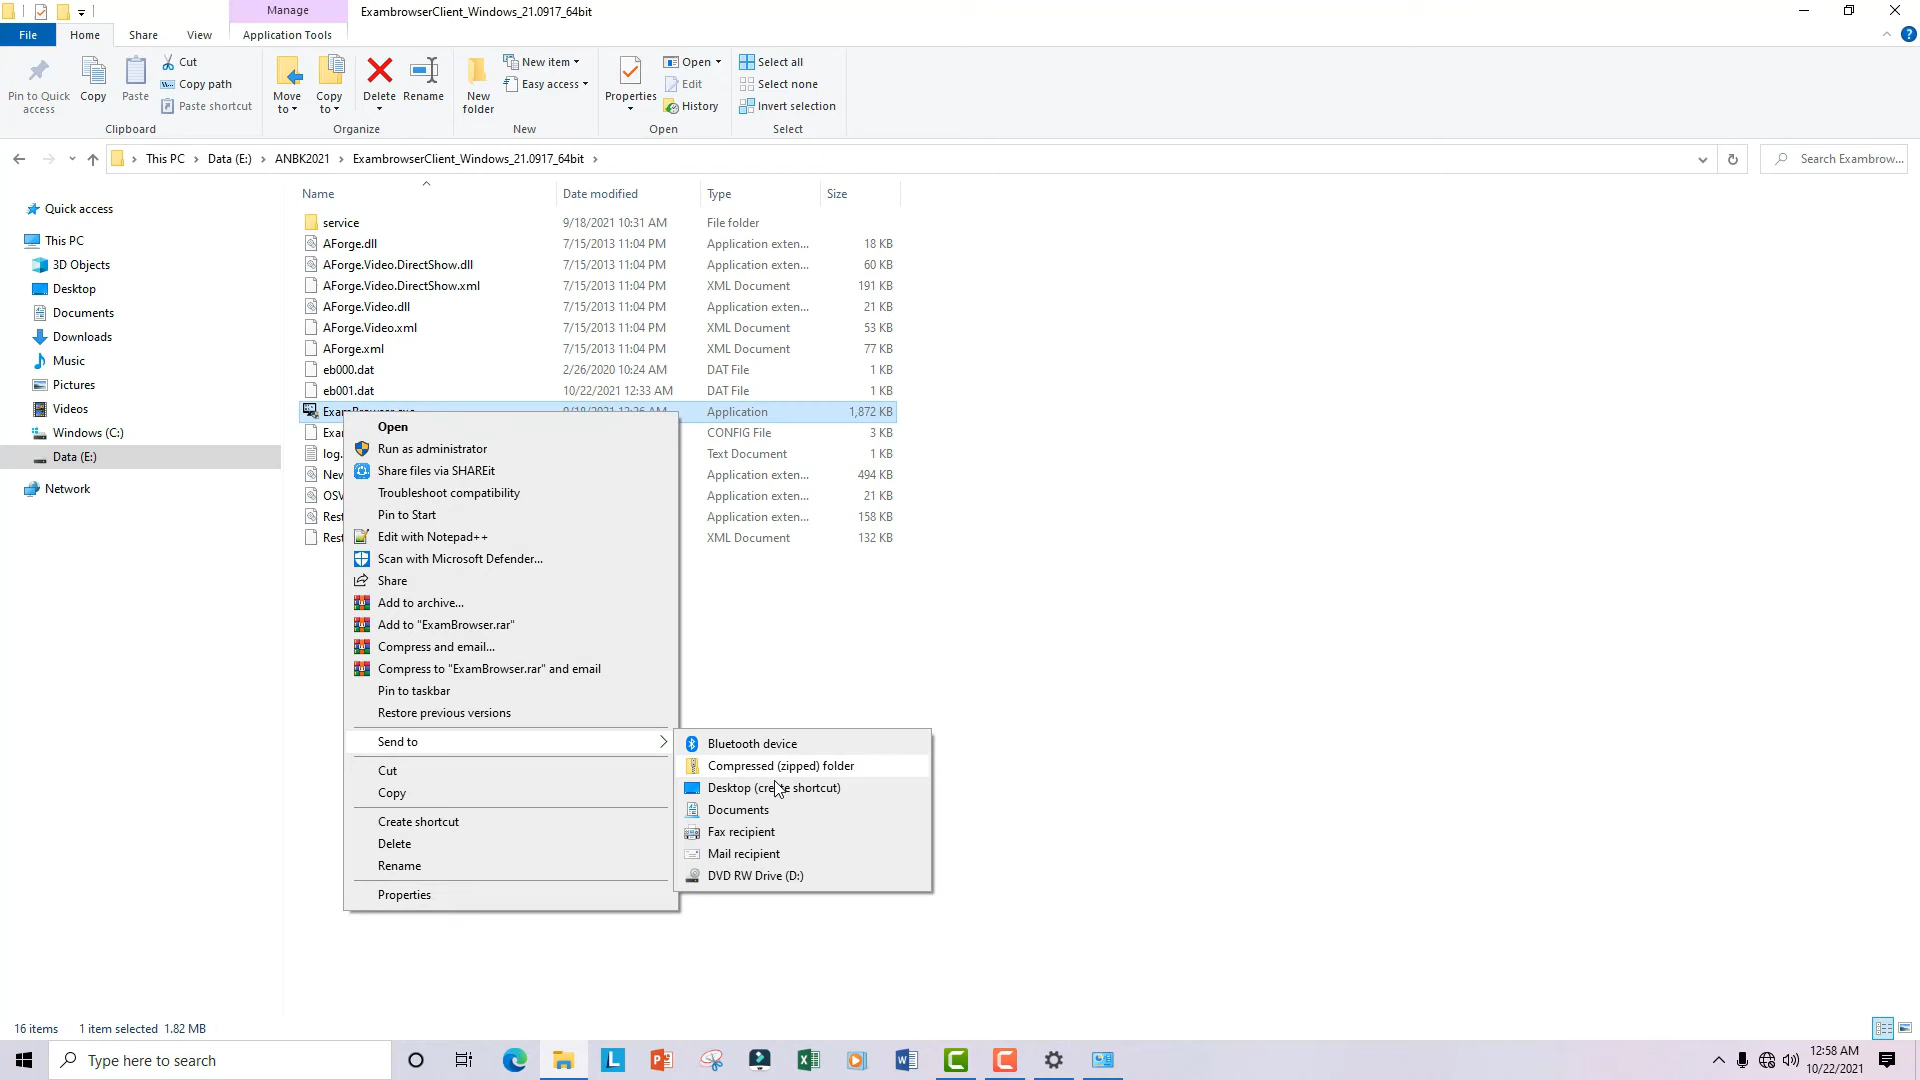 Manage
ExambrowserClient_Windows_21.0917_64bit
File
Home
Share
View
Application Tools
Pin to Quick access
Copy
Paste
Cut
Copy path
Paste shortcut
Clipboard
Move to
Copy to
Delete
Rename
Organize
New folder
New item
Easy access
New
Properties
Open
Edit
History
Open
Select all
Select none
Invert selection
Select
This PC
Data (E:)
ANBK2021
ExambrowserClient_Windows_21.0917_64bit
Search Exambrow...
Name
Date modified
Type
Size
service 9/18/2021 10:31 AM File folder
AForge.dll 7/15/2013 11:04 PM Application exten... 18 KB
AForge.Video.DirectShow.dll 7/15/2013 11:04 PM Application exten... 60 KB
AForge.Video.DirectShow.xml 7/15/2013 11:04 PM XML Document 191 KB
AForge.Video.dll 7/15/2013 11:04 PM Application exten... 21 KB
AForge.Video.xml 7/15/2013 11:04 PM XML Document 53 KB
AForge.xml 7/15/2013 11:04 PM XML Document 77 KB
eb000.dat 2/26/2020 10:24 AM DAT File 1 KB
eb001.dat 10/22/2021 12:33 AM DAT File 1 KB
Application 1,872 KB
Exa CONFIG File 3 KB
log. Text Document 1 KB
New Application exten... 494 KB
Application exten... 21 KB
Rest Application exten... 158 KB
Rest XML Document 132 KB
Quick access
This PC
3D Objects
Desktop
Documents
Downloads
Music
Pictures
Videos
Windows (C:)
Data (E:)
Network
Open
Run as administrator
Share files via SHAREit
Troubleshoot compatibility
Pin to Start
Edit with Notepad++
Scan with Microsoft Defender...
Share
Add to archive...
Add to "ExamBrowser.rar"
Compress and email...
Compress to "ExamBrowser.rar" and email
Pin to taskbar
Restore previous versions
Send to
Cut
Copy
Create shortcut
Delete
Rename
Properties
Bluetooth device
Compressed (zipped) folder
Desktop (create shortcut)
Documents
Fax recipient
Mail recipient
DVD RW Drive (D:)
16 items 1 item selected 1.82 MB
Type here to search
12:58 AM
10/22/2021